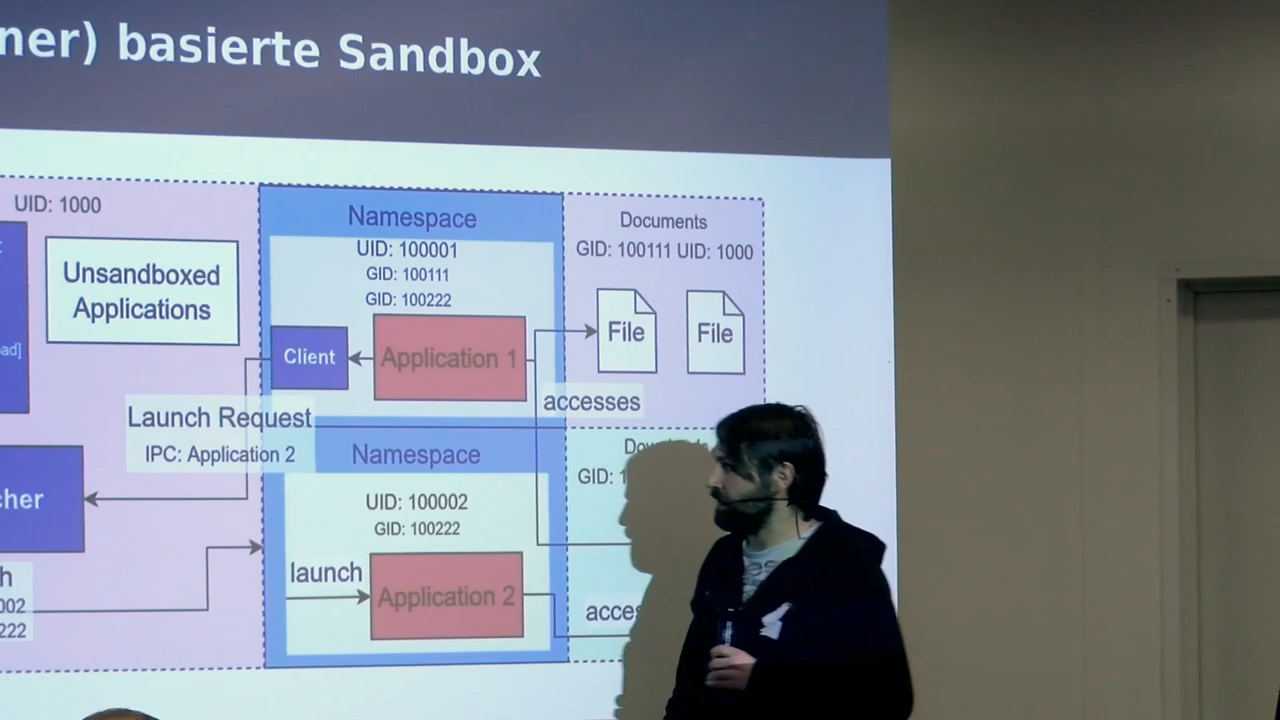 ner) basierte Sandbox
UID: 1000
Unsandboxed
Applications
ad]
Launch Request
IPC: Application 2
cher
h
002
222
Namespace
UID: 100001
GID: 100111
GID: 100222
Client
Application 1
Namespace
UID: 100002
GID: 100222
launch
Application 2
Documents
GID: 100111 UID: 1000
File
File
accesses
GID: 1
acces